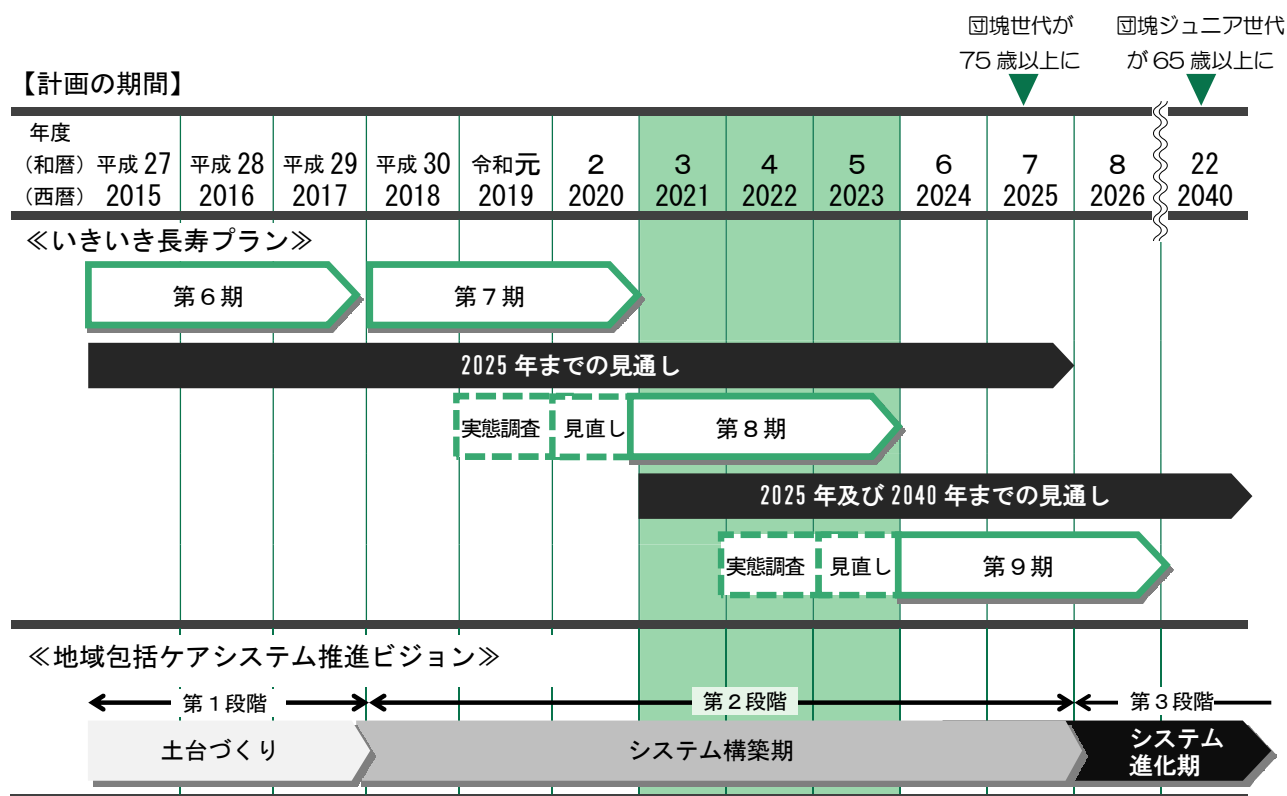 団塊世代が
75歳以上に
団塊ジュニア世代
が65歳以上に
【計画の期間】
年度
（和暦） 平成27 平成28 平成29 平成30 令和元 2 3 4 5 6 7 8 22
（西暦） 2015 2016 2017 2018 2019 2020 2021 2022 2023 2024 2025 2026 2040
≪いきいき長寿プラン≫
第6期 第7期
2025年までの見通し
実態調査 見直し 第8期
2025年及び2040年までの見通し
実態調査 見直し 第9期
≪地域包括ケアシステム推進ビジョン≫
第1段階 第2段階 第3段階
土台づくり システム構築期
システム
進化期